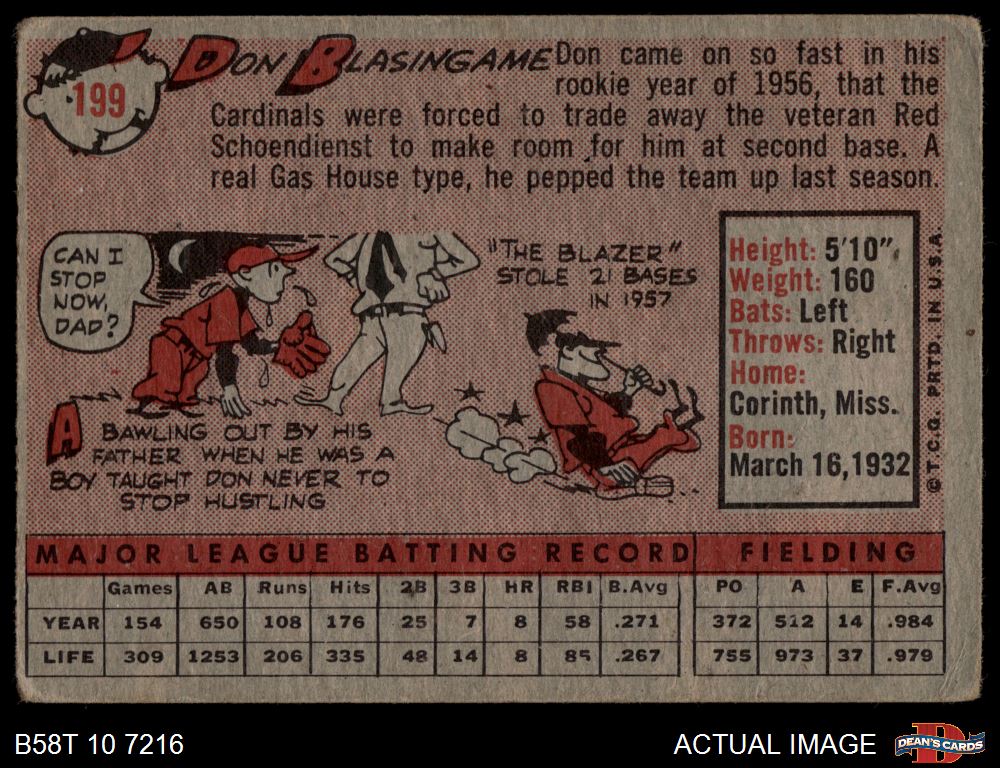 199
DON BLASINGAME
Don came on so fast in his
rookie year of 1956, that the
Cardinals were forced to trade away the veteran Red
Schoendienst to make room for him at second base. A
real Gas House type, he pepped the team up last season.
CAN I
STOP
NOW,
DAD?
A BAWLING OUT BY HIS
FATHER WHEN HE WAS A
BOY TAUGHT DON NEVER TO
STOP HUSTLING
"THE BLAZER"
STOLE 21 BASES
IN 1957
Height: 5'10"
Weight: 160
Bats: Left
Throws: Right
Home:
Corinth, Miss.
Born:
March 16, 1932
© T.C.G. PRTD. IN U.S.A.
MAJOR LEAGUE BATTING RECORD FIELDING
Games AB Runs Hits 2B 3B HR RBI B.Avg PO A E F.Avg
YEAR 154 650 108 176 25 7 8 58 .271 372 512 14 .984
LIFE 309 1253 206 335 48 14 8 85 .267 755 973 37 .979
B58T 10 7216
ACTUAL IMAGE
D
DEAN'S CARDS